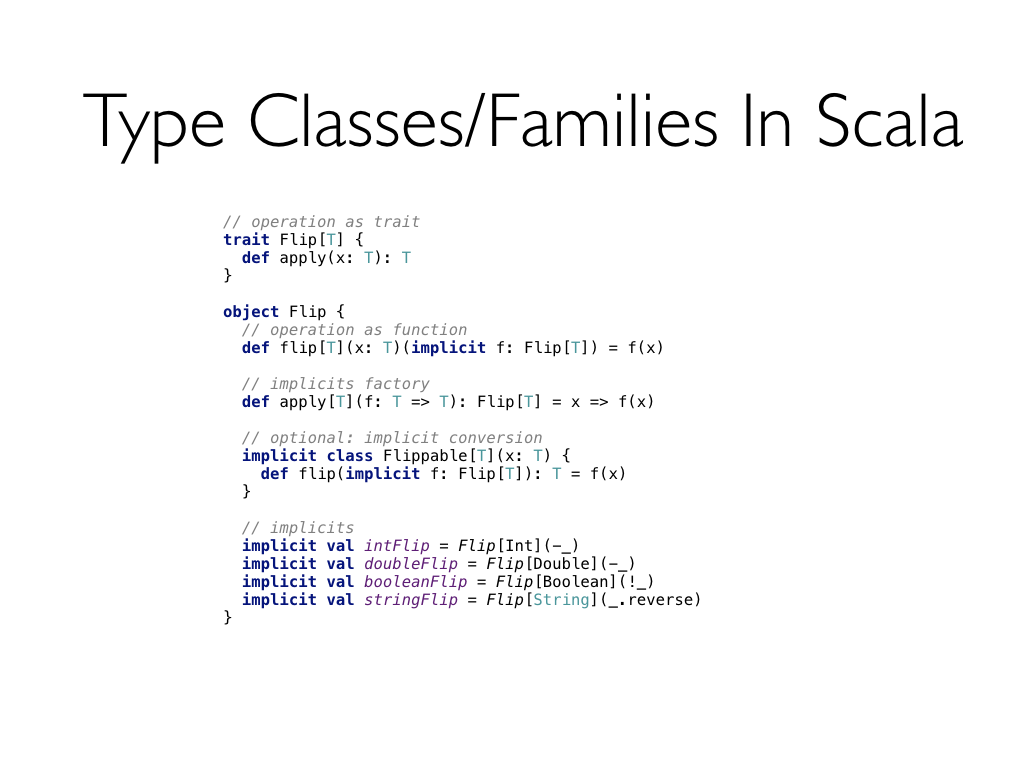 Type Classes/Families In Scala
// operation as trait
trait Flip[T] {
  def apply(x: T): T
}
object Flip {
  // operation as function
  def flip[T](x: T)(implicit f: Flip[T]) = f(x)
  // implicits factory
  def apply[T](f: T => T): Flip[T] = x => f(x)
  // optional: implicit conversion
  implicit class Flippable[T](x: T) {
    def flip(implicit f: Flip[T]): T = f(x)
  }
  // implicits
  implicit val intFlip = Flip[Int](-_)
  implicit val doubleFlip = Flip[Double](-_)
  implicit val booleanFlip = Flip[Boolean](!_)
  implicit val stringFlip = Flip[String](_.reverse)
}